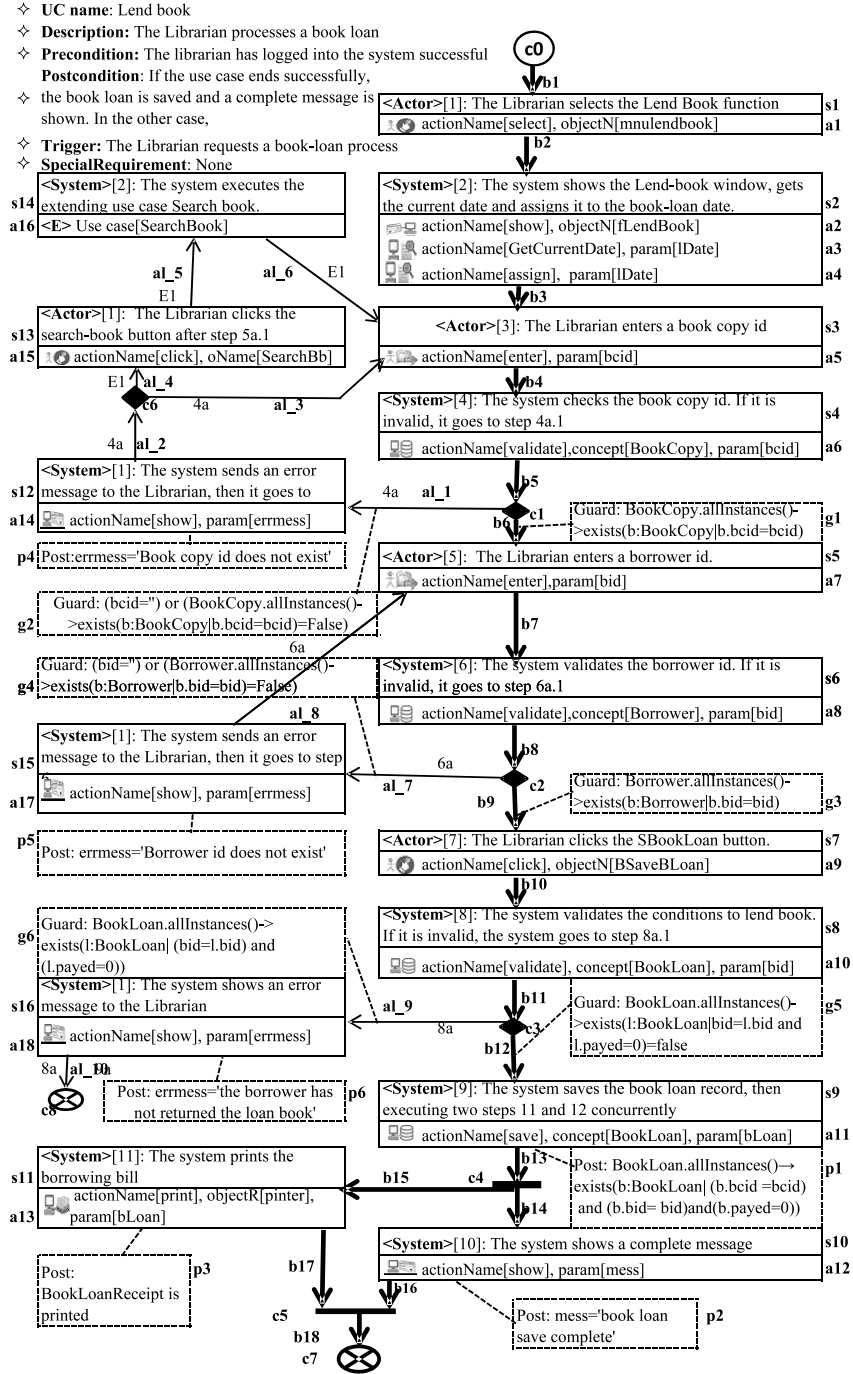 UC name: Lend book
Description: The Librarian processes a book loan
Precondition: The librarian has logged into the system successful
Postcondition: If the use case ends successfully,
the book loan is saved and a complete message is
shown. In the other case,
Trigger: The Librarian requests a book-loan process
SpecialRequirement: None
c0
b1
<Actor>[1]: The Librarian selects the Lend Book function
s1
actionName[select], objectN[mnulendbook]
a1
b2
<System>[2]: The system executes the
extending use case Search book.
s14
a16
<E> Use case[SearchBook]
<System>[2]: The system shows the Lend-book window, gets
the current date and assigns it to the book-loan date.
s2
actionName[show], objectN[fLendBook]
a2
actionName[GetCurrentDate], param[lDate]
a3
actionName[assign], param[lDate]
a4
al_5
E1
al_6
E1
b3
<Actor>[1]: The Librarian clicks the
search-book button after step 5a.1
s13
a15
actionName[click], oName[SearchBb]
<Actor>[3]: The Librarian enters a book copy id
s3
actionName[enter], param[bcid]
a5
E1
al_4
c6
4a
al_3
b4
<System>[4]: The system checks the book copy id. If it is
invalid, it goes to step 4a.1
s4
actionName[validate],concept[BookCopy], param[bcid]
a6
4a
al_2
<System>[1]: The system sends an error
message to the Librarian, then it goes to
s12
a14
actionName[show], param[errmess]
4a
al_1
b5
c1
b6
Guard: BookCopy.allInstances()-
>exists(b:BookCopy|b.bcid=bcid)
g1
p4
Post:errmess='Book copy id does not exist'
<Actor>[5]: The Librarian enters a borrower id.
s5
actionName[enter],param[bid]
a7
Guard: (bcid='') or (BookCopy.allInstances()-
>exists(b:BookCopy|b.bcid=bcid)=False)
g2
b7
6a
Guard: (bid='') or (Borrower.allInstances()-
>exists(b:Borrower|b.bid=bid)=False)
g4
<System>[6]: The system validates the borrower id. If it is
invalid, it goes to step 6a.1
s6
actionName[validate],concept[Borrower], param[bid]
a8
al_8
<System>[1]: The system sends an error
message to the Librarian, then it goes to step
s15
a17
actionName[show], param[errmess]
6a
al_7
b8
c2
b9
Guard: Borrower.allInstances()-
>exists(b:Borrower|b.bid=bid)
g3
p5
Post: errmess='Borrower id does not exist'
<Actor>[7]: The Librarian clicks the SBookLoan button.
s7
actionName[click], objectN[BSaveBLoan]
a9
b10
g6
Guard: BookLoan.allInstances()->
exists(l:BookLoan| (bid=l.bid) and
(l.payed=0))
<System>[8]: The system validates the conditions to lend book.
If it is invalid, the system goes to step 8a.1
s8
actionName[validate], concept[BookLoan], param[bid]
a10
<System>[1]: The system shows an error
message to the Librarian
s16
a18
actionName[show], param[errmess]
al_9
8a
b11
c3
b12
Guard: BookLoan.allInstances()-
>exists(l:BookLoan|bid=l.bid and
l.payed=0)=false
g5
8a
al_10
c8
Post: errmess='the borrower has
not returned the loan book'
p6
<System>[9]: The system saves the book loan record, then
executing two steps 11 and 12 concurrently
s9
actionName[save], concept[BookLoan], param[bLoan]
a11
b13
Post: BookLoan.allInstances()→
exists(b:BookLoan| (b.bcid =bcid)
and (b.bid= bid)and(b.payed=0))
p1
<System>[11]: The system prints the
borrowing bill
s11
a13
actionName[print], objectR[pinter],
param[bLoan]
b15
c4
b14
<System>[10]: The system shows a complete message
s10
actionName[show], param[mess]
a12
Post:
BookLoanReceipt is
printed
p3
b17
b16
c5
b18
c7
Post: mess='book loan
save complete'
p2